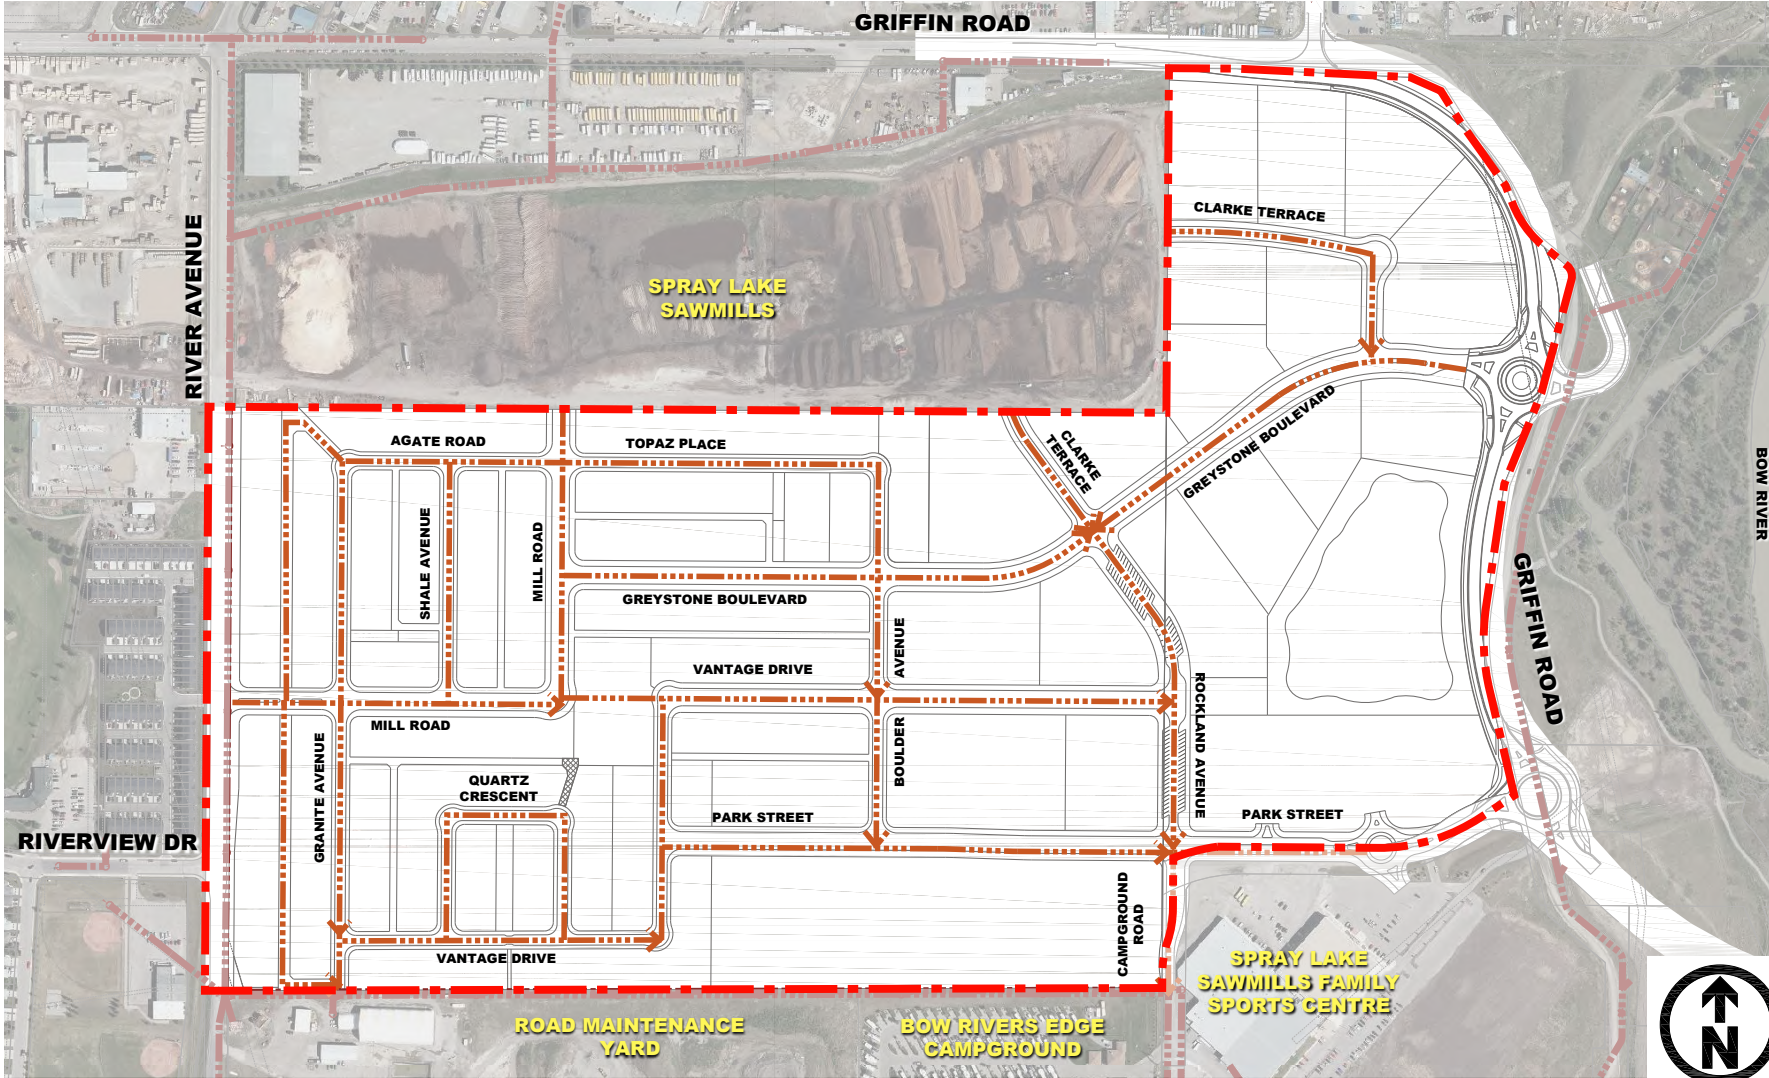 GRIFFIN ROAD
CLARKE TERRACE
RIVER AVENUE
SPRAY LAKE
SAWMILLS
GREYSTONE BOULEVARD
AGATE ROAD
TOPAZ PLACE
CLARKE
TERRACE
BOW RIVER
SHALE AVENUE
MILL ROAD
GREYSTONE BOULEVARD
GRIFFIN ROAD
AVENUE
VANTAGE DRIVE
ROCKLAND AVENUE
MILL ROAD
BOULDER
GRANITE AVENUE
QUARTZ
CRESCENT
PARK STREET
PARK STREET
RIVERVIEW DR
CAMPGROUND
ROAD
VANTAGE DRIVE
SPRAY LAKE
SAWMILLS FAMILY
SPORTS CENTRE
ROAD MAINTENANCE
YARD
BOW RIVERS EDGE
CAMPGROUND
N